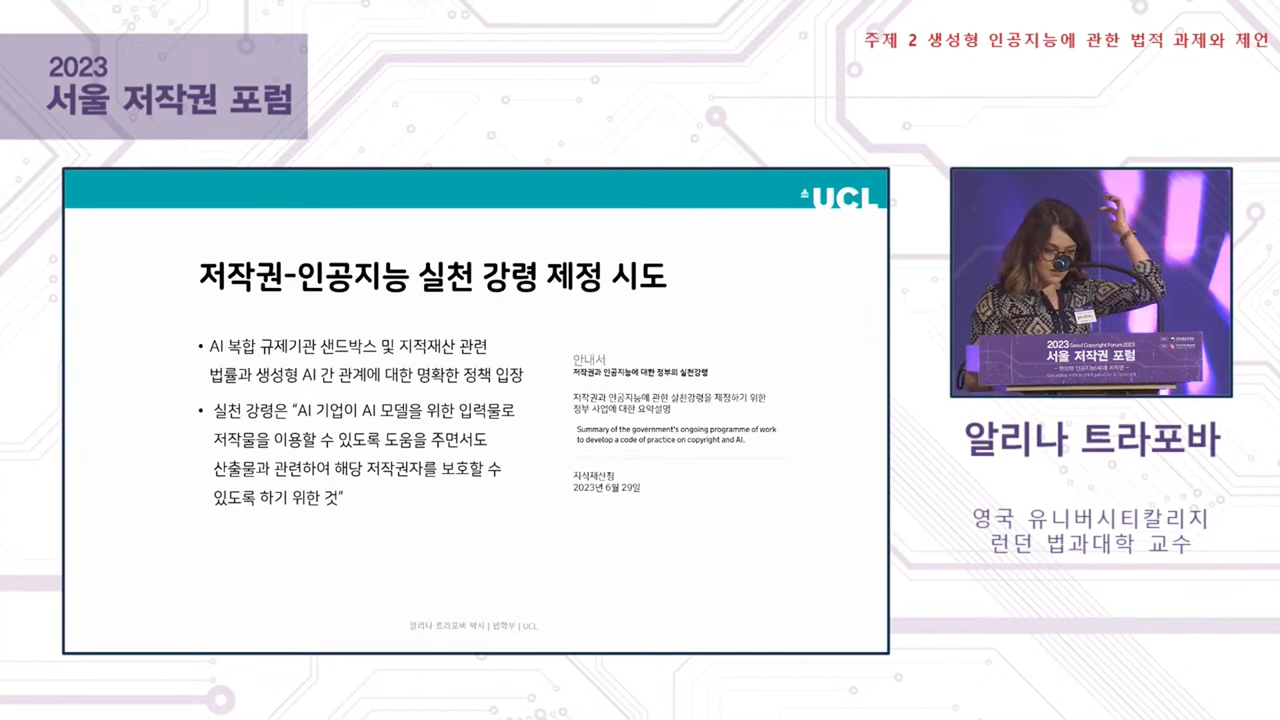 주제 2 생성형 인공지능에 관한 법적 과제와 제언
2023
서울 저작권 포럼
UCL
저작권-인공지능 실천 강령 제정 시도
• AI 복합 규제기관 샌드박스 및 지적재산 관련
법률과 생성형 AI 간 관계에 대한 명확한 정책 입장
• 실천 강령은 “AI 기업이 AI 모델을 위한 입력물로
저작물을 이용할 수 있도록 도움을 주면서도
산출물과 관련하여 해당 저작권자를 보호할 수
있도록 하기 위한 것”
안내서
저작권과 인공지능에 대한 정부의 실천강령
저작권과 인공지능에 관한 실천강령을 제정하기 위한
정부 사업에 대한 요약설명
Summary of the government's ongoing programme of work
to develop a code of practice on copyright and AI.
지식재산청
2023년 6월 29일
알리나 트라포바 박사 | 법학부 | UCL
2023 Seoul Copyright Forum 2023
서울 저작권 포럼
알리나 트라포바
영국 유니버시티칼리지
런던 법과대학 교수